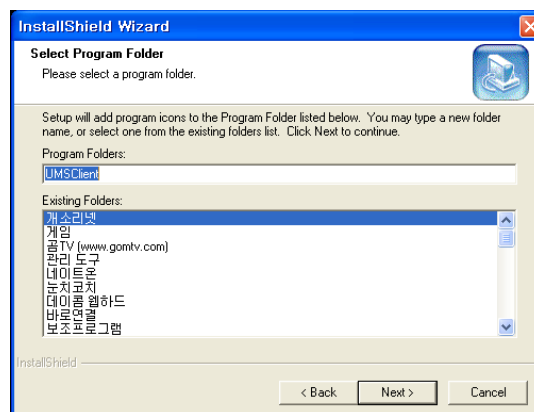 InstallShield Wizard
Select Program Folder
Please select a program folder.
Setup will add program icons to the Program Folder listed below. You may type a new folder
name, or select one from the existing folders list. Click Next to continue.
Program Folders:
UMSClient
Existing Folders:
개소리넷
게임
곰TV (www.gomtv.com)
관리 도구
네이트온
눈치코치
데이콤 웹하드
바로연결
보조프로그램
InstallShield
< Back Next > Cancel